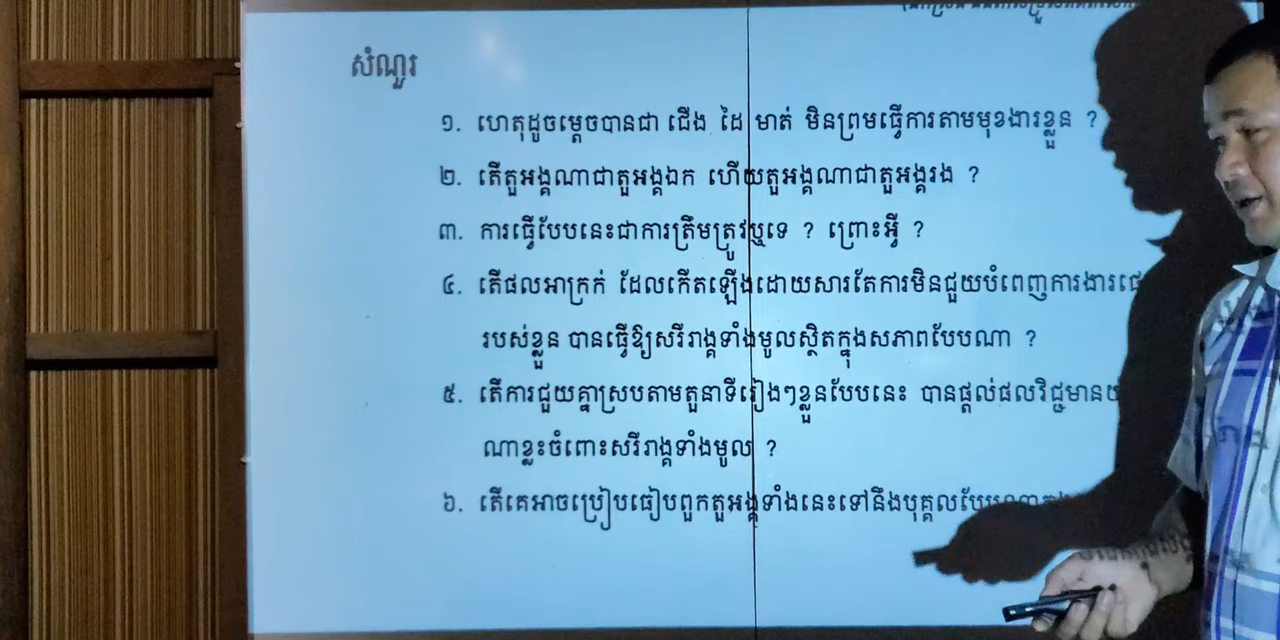 សំណួរ
១. ហេតុដូចម្ដេចបានជា ជើង ដៃ មាត់ មិនព្រមធ្វើការតាមមុខងារខ្លួន ?
២. តើតួអង្គណាជាតួអង្គឯក ហើយតួអង្គណាជាតួអង្គរង ?
៣. ការធ្វើបែបនេះជាការត្រឹមត្រូវឬទេ ? ព្រោះអ្វី ?
៤. តើផលអាក្រក់ ដែលកើតឡើងដោយសារតែការមិនជួយបំពេញការងារ
របស់ខ្លួន បានធ្វើឱ្យសរីរាង្គទាំងមូលស្ថិតក្នុងសភាពបែបណា ?
៥. តើការជួយគ្នាស្របតាមតួនាទីរៀងៗខ្លួនបែបនេះ បានផ្ដល់ផលវិជ្ជមាន
ណាខ្លះចំពោះសរីរាង្គទាំងមូល ?
៦. តើគេអាចប្រៀបធៀបពួកតួអង្គទាំងនេះទៅនឹងបុគ្គល